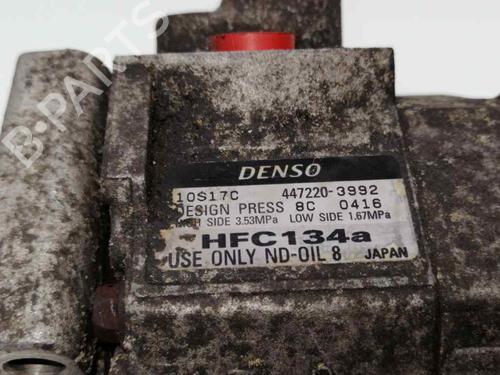 B-PARTS
DENSO
10S17C 447220-3992
DESIGN PRESS 8C 0416
HIGH SIDE 3.53MPa LOW SIDE 1.67MPa
HFC134a
USE ONLY ND-OIL 8 JAPAN